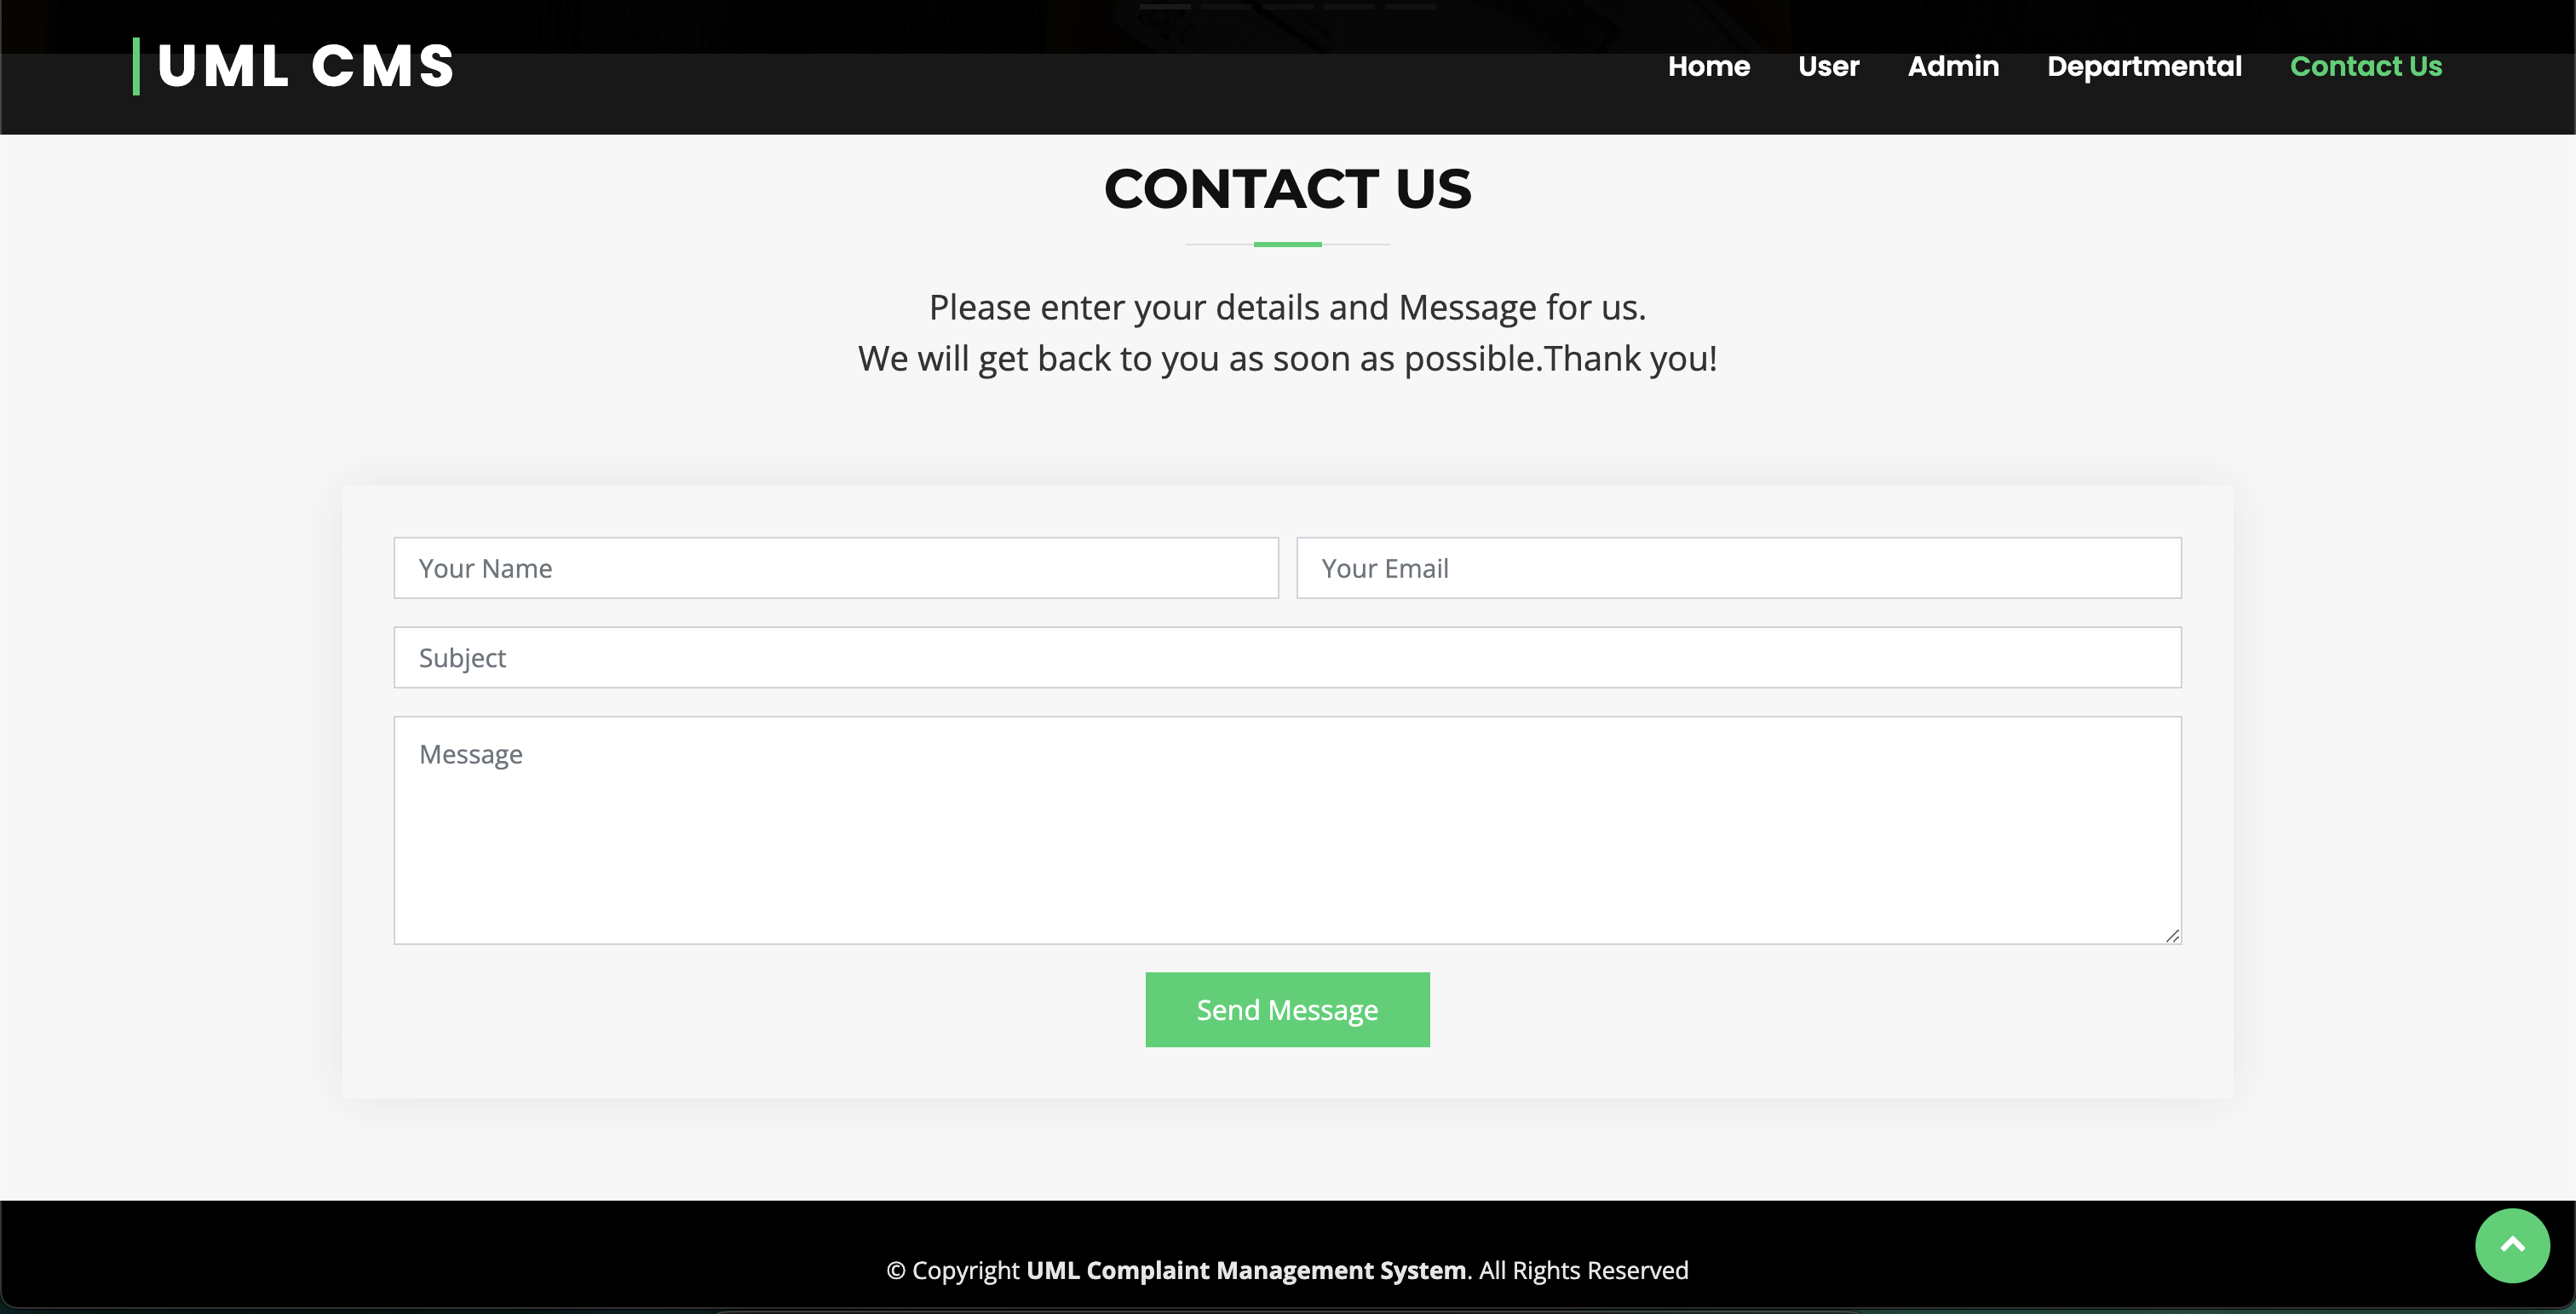 UML CMS
Home User Admin Departmental Contact Us
CONTACT US
Please enter your details and Message for us.
We will get back to you as soon as possible.Thank you!
Your Name Your Email
Subject
Message
Send Message
© Copyright UML Complaint Management System. All Rights Reserved